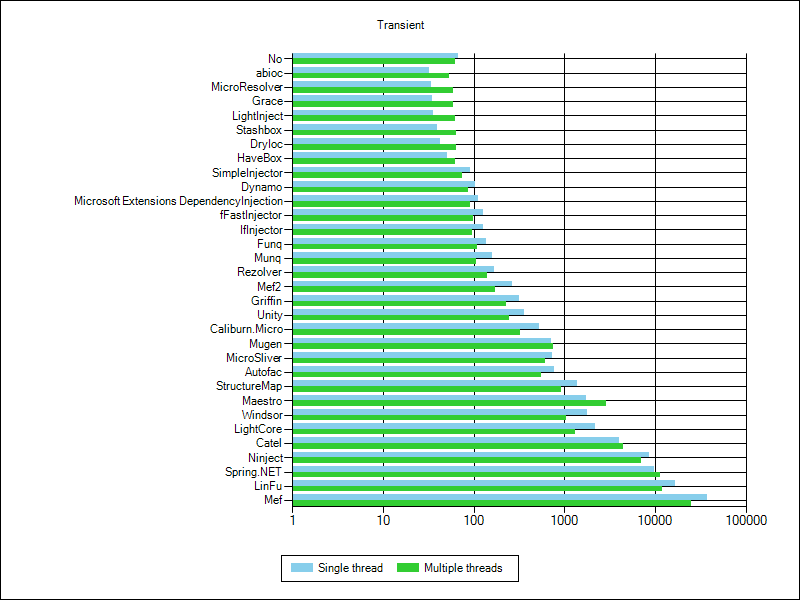 Transient
No
abioc
MicroResolver
Grace
LightInject
Stashbox
DryIoc
HaveBox
SimpleInjector
Dynamo
Microsoft Extensions DependencyInjection
fFastInjector
IfInjector
Funq
Munq
Rezolver
Mef2
Griffin
Unity
Caliburn.Micro
Mugen
MicroSliver
Autofac
StructureMap
Maestro
Windsor
LightCore
Catel
Ninject
Spring.NET
LinFu
Mef
1 10 100 1000 10000 100000
Single thread Multiple threads